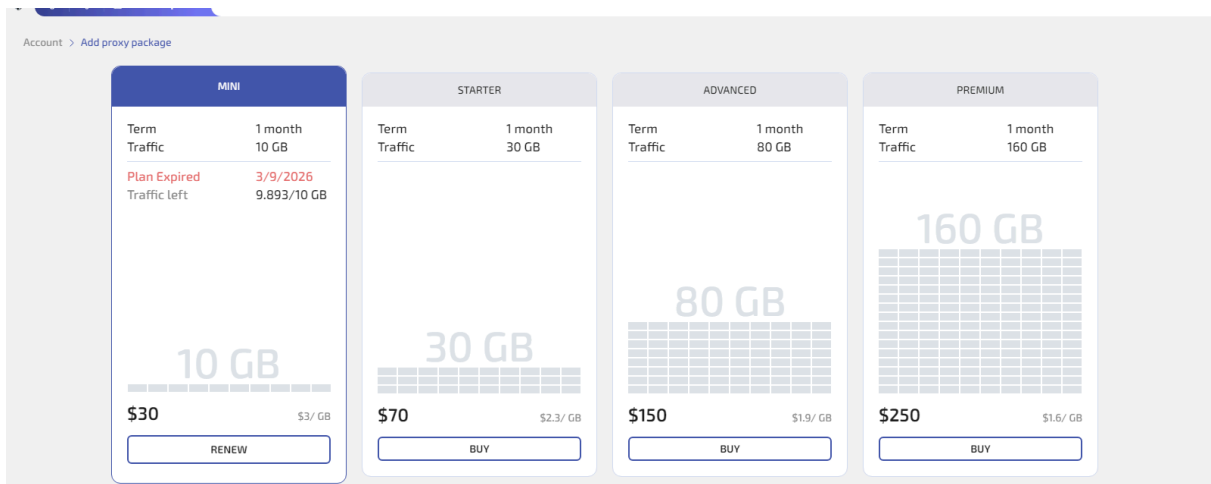 Account > Add proxy package
MINI
Term 1 month
Traffic 10 GB
Plan Expired 3/9/2026
Traffic left 9.893/10 GB
10 GB
$30 $3/ GB
RENEW
STARTER
Term 1 month
Traffic 30 GB
30 GB
$70 $2.3/ GB
BUY
ADVANCED
Term 1 month
Traffic 80 GB
80 GB
$150 $1.9/ GB
BUY
PREMIUM
Term 1 month
Traffic 160 GB
160 GB
$250 $1.6/ GB
BUY